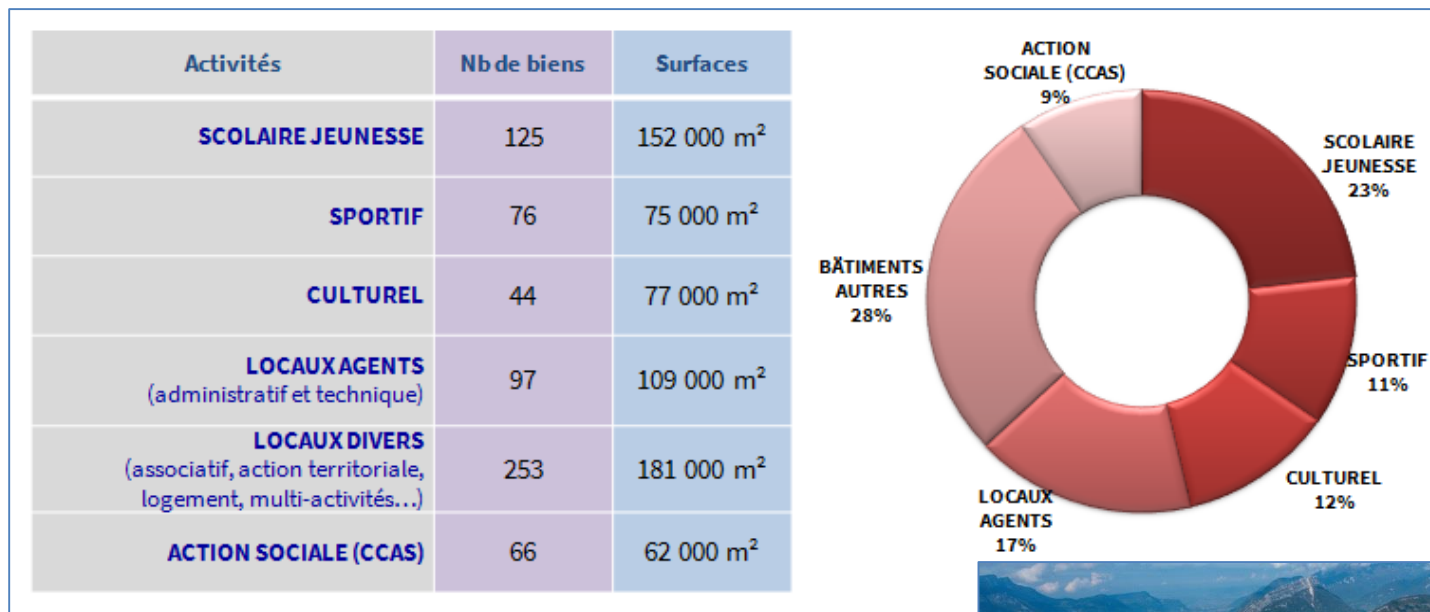 Activités Nb de biens Surfaces
SCOLAIRE JEUNESSE 125 152 000 m²
SPORTIF 76 75 000 m²
CULTUREL 44 77 000 m²
LOCAUX AGENTS
(administratif et technique) 97 109 000 m²
LOCAUX DIVERS
(associatif, action territoriale,
logement, multi-activités...) 253 181 000 m²
ACTION SOCIALE (CCAS) 66 62 000 m²
ACTION
SOCIALE (CCAS)
9%
SCOLAIRE
JEUNESSE
23%
SPORTIF
11%
CULTUREL
12%
LOCAUX
AGENTS
17%
BÂTIMENTS
AUTRES
28%